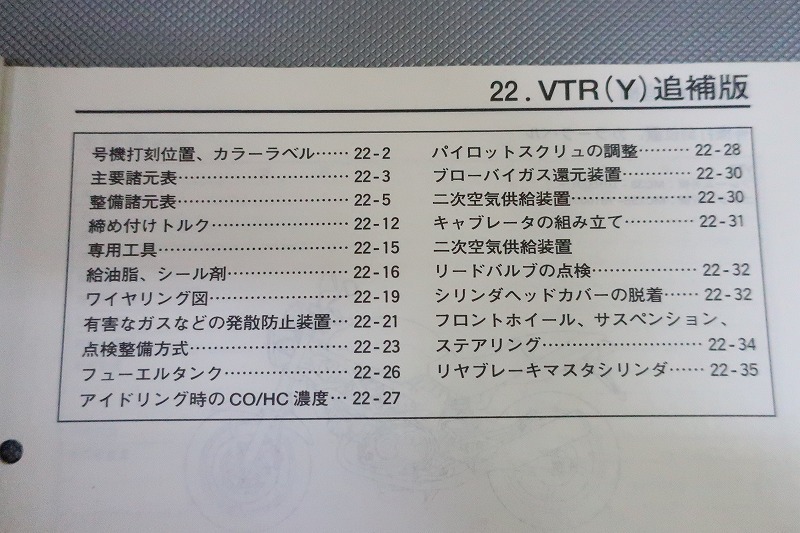 22.VTR(Y)追補版
号機打刻位置、カラーラベル……22-2
主要諸元表……………………22-3
整備諸元表……………………22-5
締め付けトルク………………22-12
専用工具………………………22-15
給油脂、シール剤……………22-16
ワイヤリング図………………22-19
有害なガスなどの発散防止装置…22-21
点検整備方式…………………22-23
フューエルタンク……………22-26
アイドリング時のCO/HC濃度…22-27
パイロットスクリュの調整………22-28
ブローバイガス還元装置…………22-30
二次空気供給装置………………22-30
キャブレータの組み立て…………22-31
二次空気供給装置
リードバルブの点検……………22-32
シリンダヘッドカバーの脱着……22-32
フロントホイール、サスペンション、
ステアリング……………………22-34
リヤブレーキマスタシリンダ……22-35